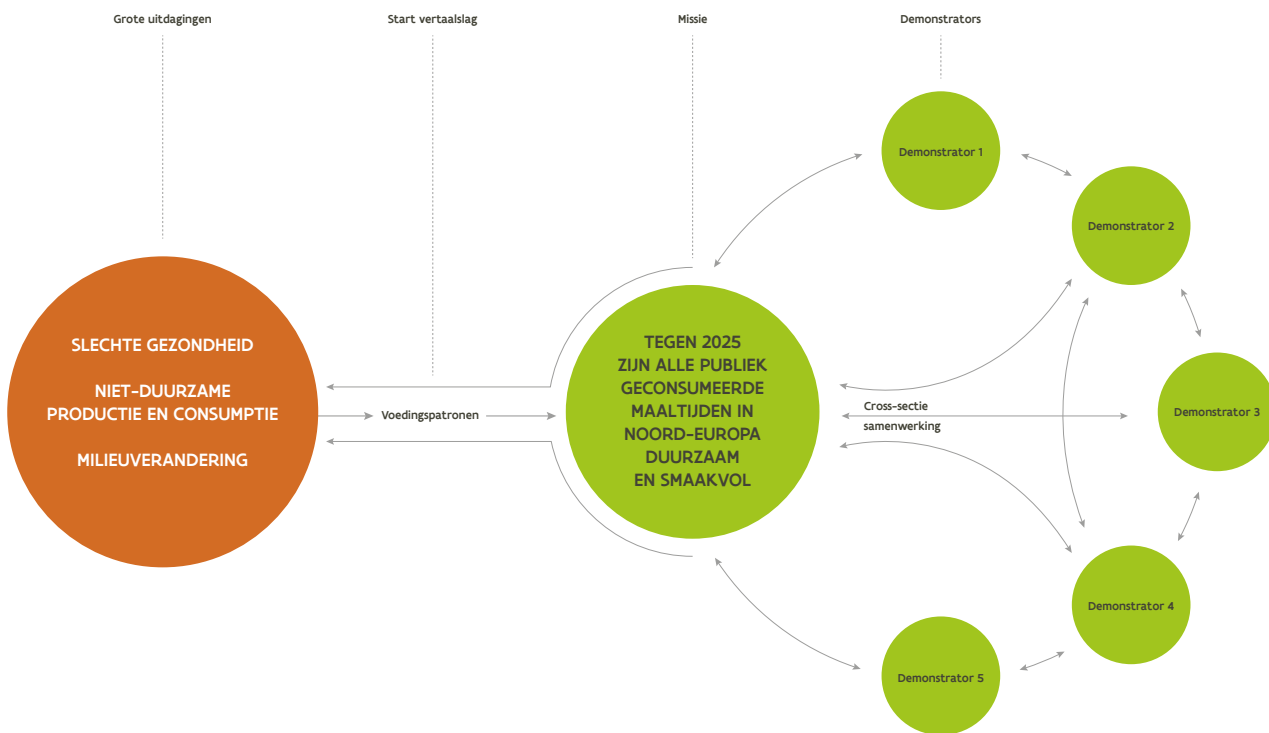 Grote uitdagingen
Start vertaalslag
Missie
Demonstrators
SLECHTE GEZONDHEID
NIET-DUURZAME
PRODUCTIE EN CONSUMPTIE
MILIEUVERANDERING
Voedingspatronen
TEGEN 2025
ZIJN ALLE PUBLIEK
GECONSUMEERDE
MAALTIJDEN IN
NOORD-EUROPA
DUURZAAM
EN SMAAKVOL
Cross-sectie
samenwerking
Demonstrator 1
Demonstrator 2
Demonstrator 3
Demonstrator 4
Demonstrator 5